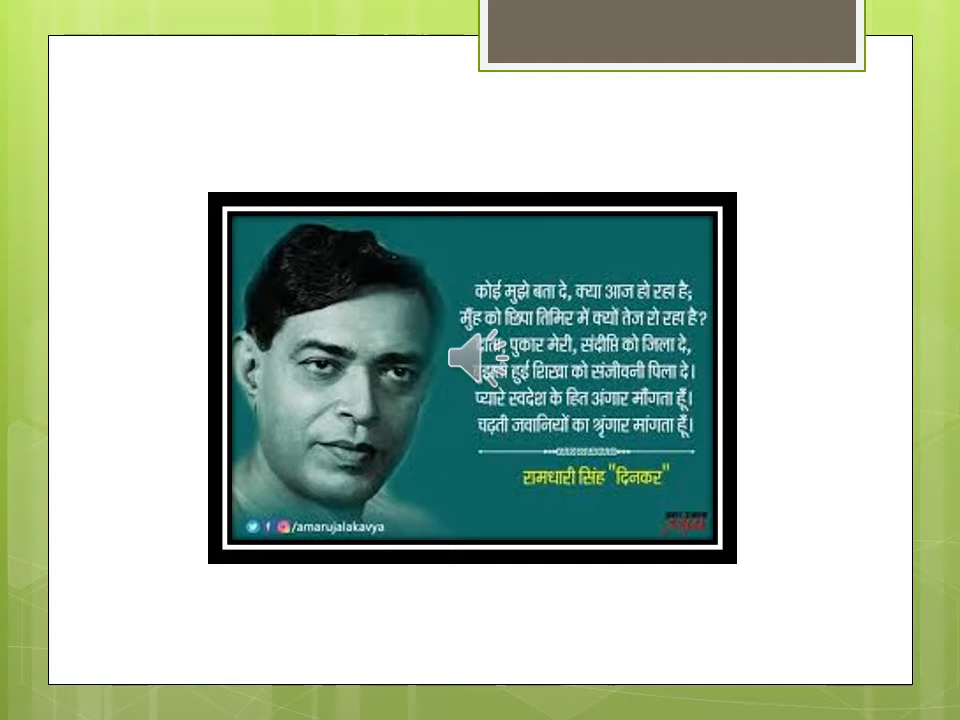 कोई मुझे बता दे, क्या आज हो रहा है;
मुँह को छिपा तिमिर में क्यों तेज रो रहा है?
पुकार मेरी, संदीप्ति को जिला दे,
हुई शिखा को संजीवनी पिला दे।
प्यारे स्वदेश के हित अंगार माँगता हूँ।
चढ़ती जवानियों का श्रृंगार मांगता हूँ।
रामधारी सिंह "दिनकर"
/amarujalakavya